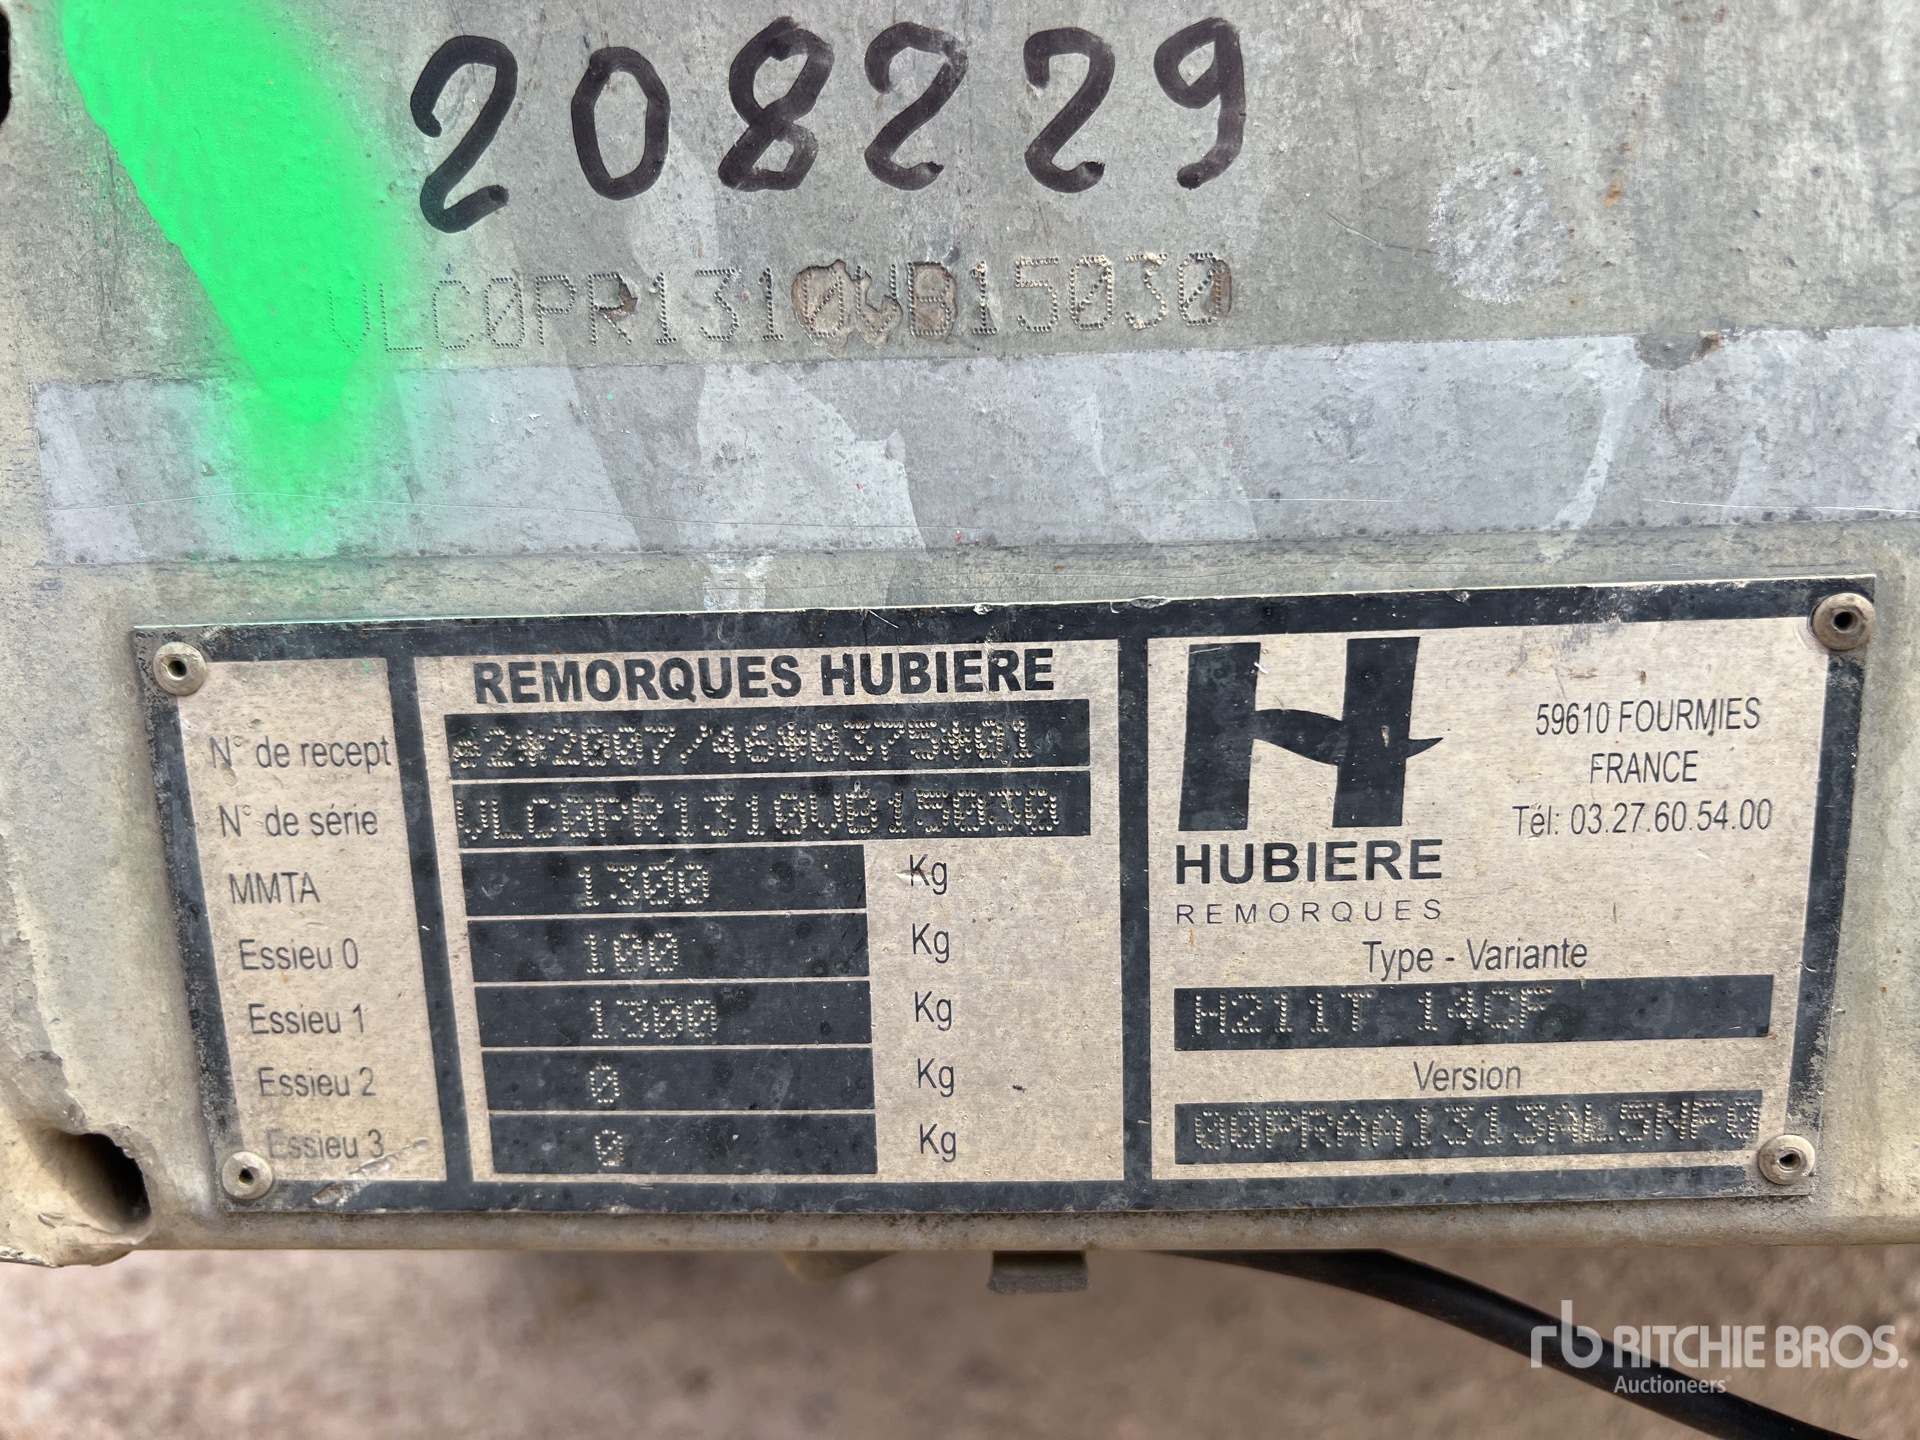 208229
VLC0PR1310VB15030
REMORQUES HUBIERE
N° de recept *2*2007/46*0375*01
N° de série VLC0PR1310VB15030
MMTA 1300 Kg
Essieu 0 100 Kg
Essieu 1 1300 Kg
Essieu 2 0 Kg
Essieu 3 0 Kg
59610 FOURMIES
FRANCE
Tél: 03.27.60.54.00
H
HUBIERE
REMORQUES
Type - Variante
H211T 14CF
Version
00PRAA1313AL5NF0
rb RITCHIE BROS.
Auctioneers